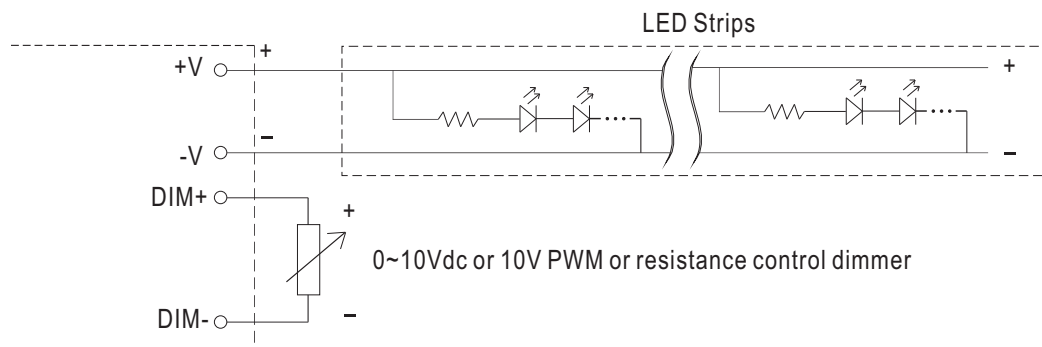 LED Strips
+
+V
+
-
-
-V
DIM+
+
0~10Vdc or 10V PWM or resistance control dimmer
-
DIM-